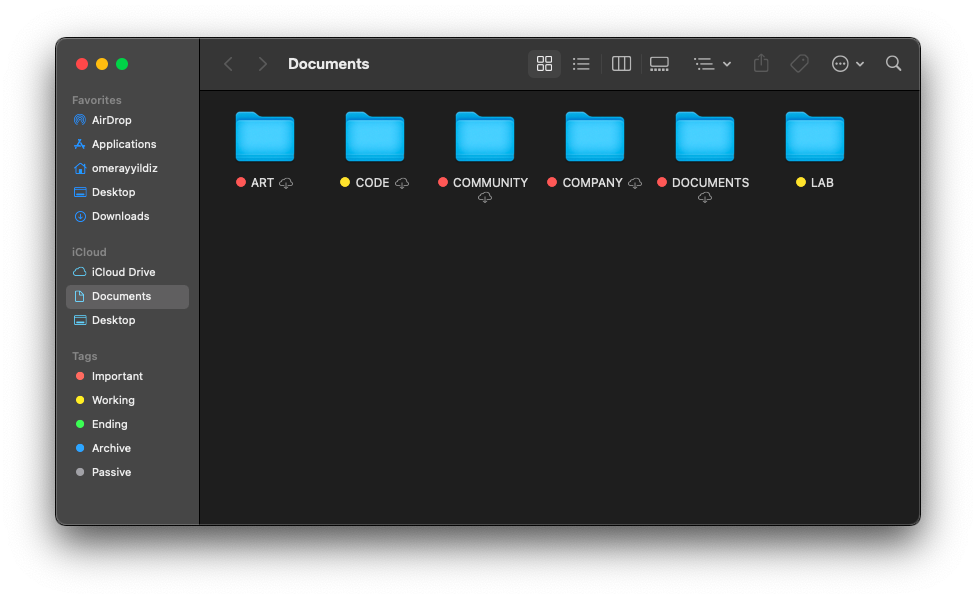 Documents
Favorites
AirDrop
Applications
omerayyildiz
Desktop
Downloads
iCloud
iCloud Drive
Documents
Desktop
Tags
Important
Working
Ending
Archive
Passive
ART
CODE
COMMUNITY
COMPANY
DOCUMENTS
LAB